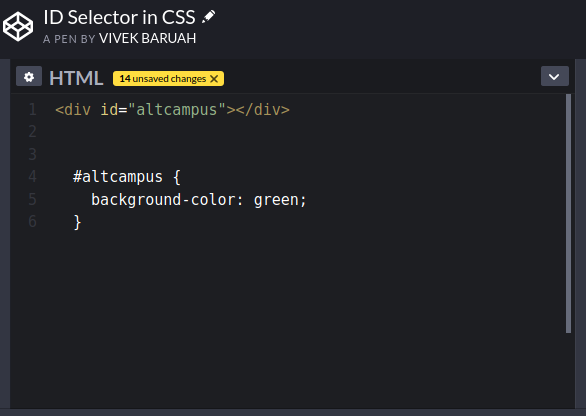 ID Selector in CSS
A PEN BY VIVEK BARUAH
HTML 14 unsaved changes X
1 <div id="altcampus"></div>
2
3
4 #altcampus {
5 background-color: green;
6 }